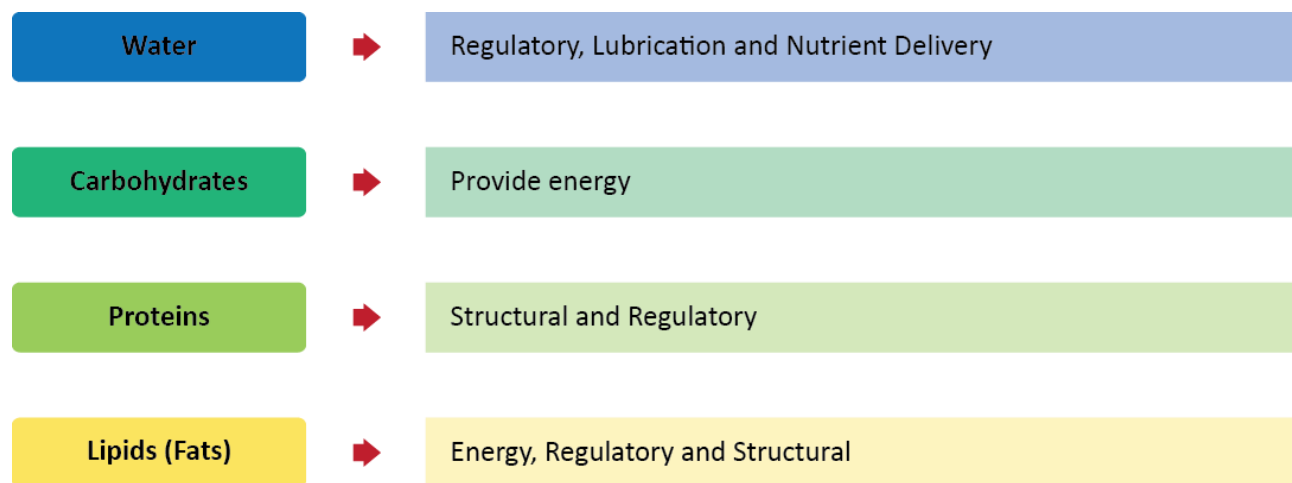 Water
Regulatory, Lubrication and Nutrient Delivery
Carbohydrates
Provide energy
Proteins
Structural and Regulatory
Lipids (Fats)
Energy, Regulatory and Structural